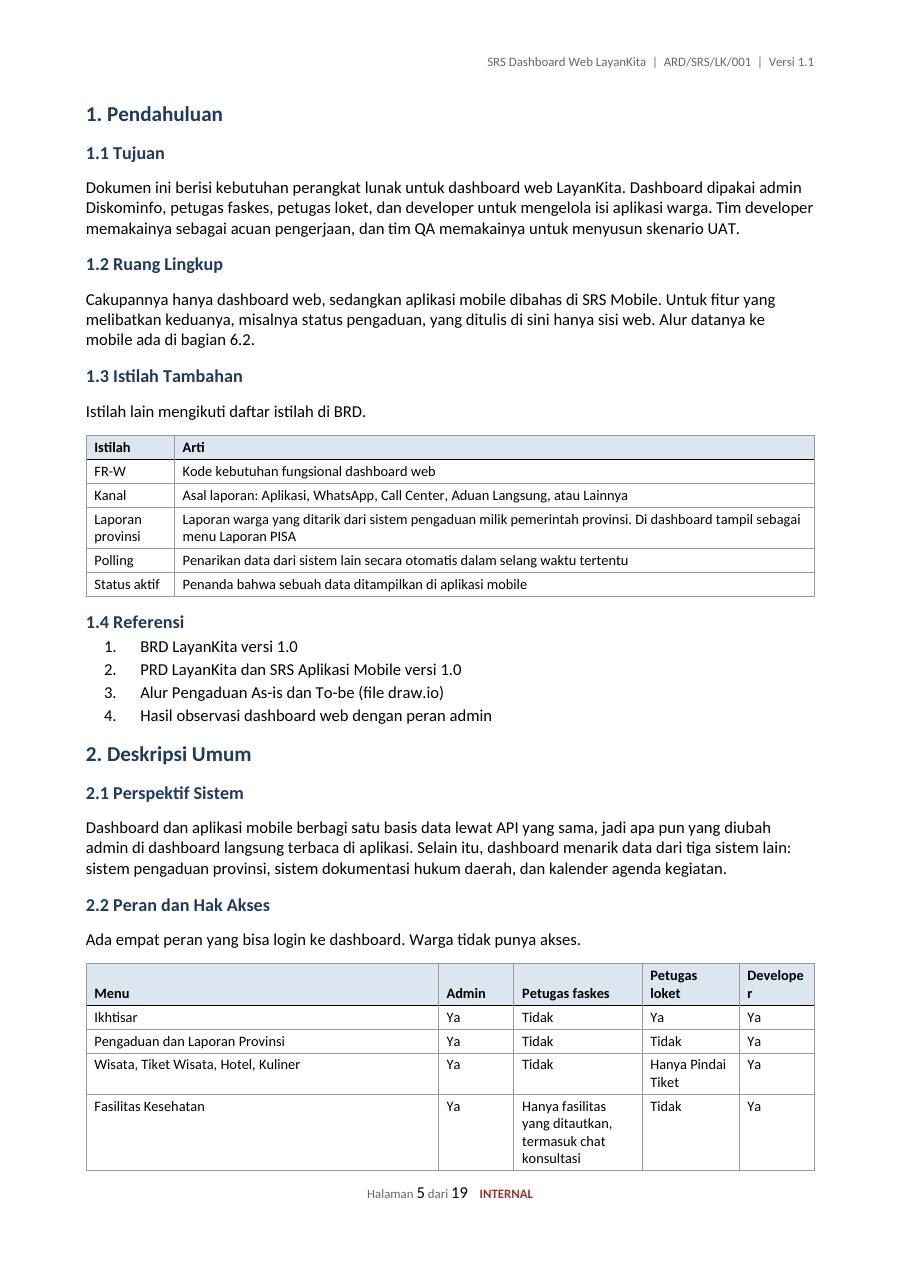 SRS Dashboard Web LayanKita | ARD/SRS/LK/001 | Versi 1.1
1. Pendahuluan
1.1 Tujuan
Dokumen ini berisi kebutuhan perangkat lunak untuk dashboard web LayanKita. Dashboard dipakai admin
Diskominfo, petugas faskes, petugas loket, dan developer untuk mengelola isi aplikasi warga. Tim developer
memakainya sebagai acuan pengerjaan, dan tim QA memakainya untuk menyusun skenario UAT.
1.2 Ruang Lingkup
Cakupannya hanya dashboard web, sedangkan aplikasi mobile dibahas di SRS Mobile. Untuk fitur yang
melibatkan keduanya, misalnya status pengaduan, yang ditulis di sini hanya sisi web. Alur datanya ke
mobile ada di bagian 6.2.
1.3 Istilah Tambahan
Istilah lain mengikuti daftar istilah di BRD.
Istilah Arti
FR-W Kode kebutuhan fungsional dashboard web
Kanal Asal laporan: Aplikasi, WhatsApp, Call Center, Aduan Langsung, atau Lainnya
Laporan Laporan warga yang ditarik dari sistem pengaduan milik pemerintah provinsi. Di dashboard tampil sebagai
provinsi menu Laporan PISA
Polling Penarikan data dari sistem lain secara otomatis dalam selang waktu tertentu
Status aktif Penanda bahwa sebuah data ditampilkan di aplikasi mobile
1.4 Referensi
1. BRD LayanKita versi 1.0
2. PRD LayanKita dan SRS Aplikasi Mobile versi 1.0
3. Alur Pengaduan As-is dan To-be (file draw.io)
4. Hasil observasi dashboard web dengan peran admin
2. Deskripsi Umum
2.1 Perspektif Sistem
Dashboard dan aplikasi mobile berbagi satu basis data lewat API yang sama, jadi apa pun yang diubah
admin di dashboard langsung terbaca di aplikasi. Selain itu, dashboard menarik data dari tiga sistem lain:
sistem pengaduan provinsi, sistem dokumentasi hukum daerah, dan kalender agenda kegiatan.
2.2 Peran dan Hak Akses
Ada empat peran yang bisa login ke dashboard. Warga tidak punya akses.
Petugas Develope
Menu Admin Petugas faskes loket r
Ikhtisar Ya Tidak Ya Ya
Pengaduan dan Laporan Provinsi Ya Tidak Tidak Ya
Wisata, Tiket Wisata, Hotel, Kuliner Ya Tidak Hanya Pindai Ya
Tiket
Fasilitas Kesehatan Ya Hanya fasilitas Tidak Ya
yang ditautkan,
termasuk chat
konsultasi
Halaman 5 dari 19 INTERNAL